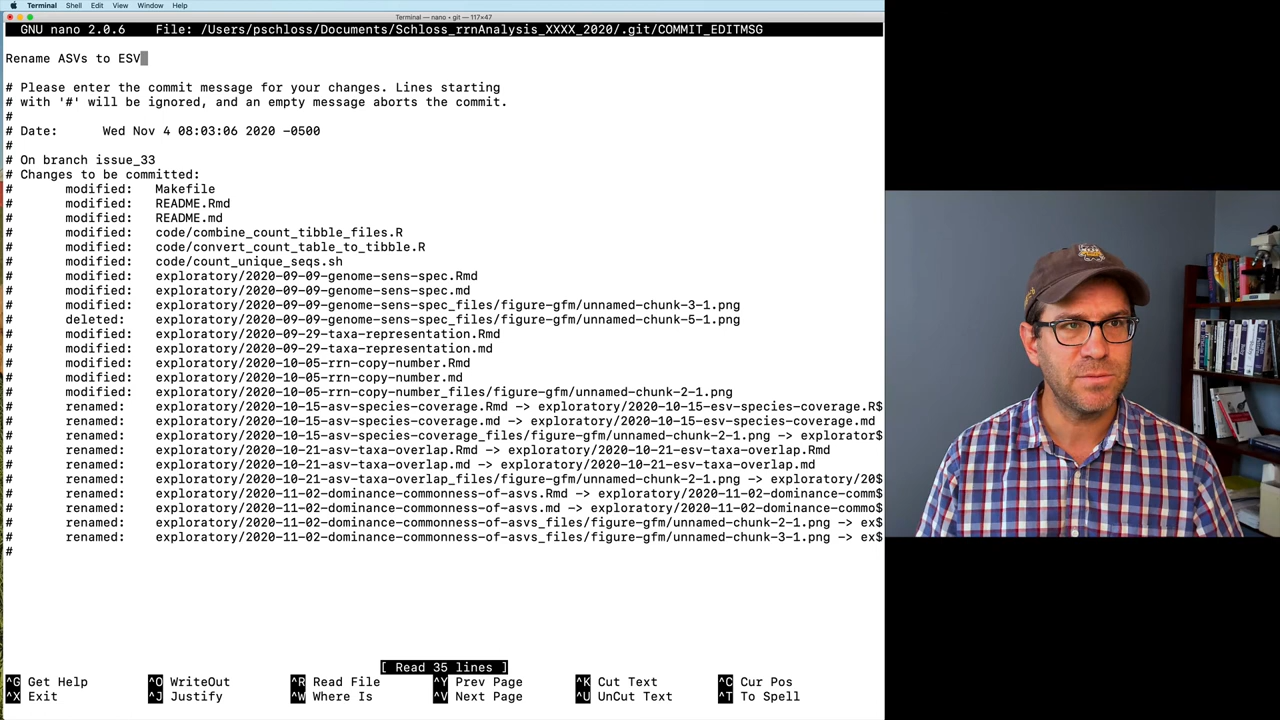 Terminal Shell Edit View Window Help
Terminal — nano ◂ git — 117×47
GNU nano 2.0.6 File: /Users/pschloss/Documents/Schloss_rrnAnalysis_XXXX_2020/.git/COMMIT_EDITMSG
Rename ASVs to ESV
# Please enter the commit message for your changes. Lines starting
# with '#' will be ignored, and an empty message aborts the commit.
#
# Date: Wed Nov 4 08:03:06 2020 -0500
#
# On branch issue_33
# Changes to be committed:
# modified: Makefile
# modified: README.Rmd
# modified: README.md
# modified: code/combine_count_tibble_files.R
# modified: code/convert_count_table_to_tibble.R
# modified: code/count_unique_seqs.sh
# modified: exploratory/2020-09-09-genome-sens-spec.Rmd
# modified: exploratory/2020-09-09-genome-sens-spec.md
# modified: exploratory/2020-09-09-genome-sens-spec_files/figure-gfm/unnamed-chunk-3-1.png
# deleted: exploratory/2020-09-09-genome-sens-spec_files/figure-gfm/unnamed-chunk-5-1.png
# modified: exploratory/2020-09-29-taxa-representation.Rmd
# modified: exploratory/2020-09-29-taxa-representation.md
# modified: exploratory/2020-10-05-rrn-copy-number.Rmd
# modified: exploratory/2020-10-05-rrn-copy-number.md
# modified: exploratory/2020-10-05-rrn-copy-number_files/figure-gfm/unnamed-chunk-2-1.png
# renamed: exploratory/2020-10-15-asv-species-coverage.Rmd -> exploratory/2020-10-15-esv-species-coverage.R$
# renamed: exploratory/2020-10-15-asv-species-coverage.md -> exploratory/2020-10-15-esv-species-coverage.md
# renamed: exploratory/2020-10-15-asv-species-coverage_files/figure-gfm/unnamed-chunk-2-1.png -> explorator$
# renamed: exploratory/2020-10-21-asv-taxa-overlap.Rmd -> exploratory/2020-10-21-esv-taxa-overlap.Rmd
# renamed: exploratory/2020-10-21-asv-taxa-overlap.md -> exploratory/2020-10-21-esv-taxa-overlap.md
# renamed: exploratory/2020-10-21-asv-taxa-overlap_files/figure-gfm/unnamed-chunk-2-1.png -> exploratory/20$
# renamed: exploratory/2020-11-02-dominance-commonness-of-asvs.Rmd -> exploratory/2020-11-02-dominance-comm$
# renamed: exploratory/2020-11-02-dominance-commonness-of-asvs.md -> exploratory/2020-11-02-dominance-commo$
# renamed: exploratory/2020-11-02-dominance-commonness-of-asvs_files/figure-gfm/unnamed-chunk-2-1.png -> ex$
# renamed: exploratory/2020-11-02-dominance-commonness-of-asvs_files/figure-gfm/unnamed-chunk-3-1.png -> ex$
#
[ Read 35 lines ]
^G Get Help ^O WriteOut ^R Read File ^Y Prev Page ^K Cut Text ^C Cur Pos
^X Exit ^J Justify ^W Where Is ^V Next Page ^U UnCut Text ^T To Spell